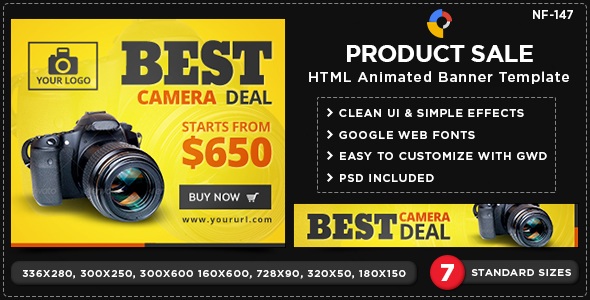 NF-147
YOUR LOGO
BEST
CAMERA DEAL
STARTS FROM
$650
BUY NOW
www.yoururl.com
PRODUCT SALE
HTML Animated Banner Template
CLEAN UI & SIMPLE EFFECTS
GOOGLE WEB FONTS
EASY TO CUSTOMIZE WITH GWD
PSD INCLUDED
BEST CAMERA
DEAL
336X280, 300X250, 300X600 160X600, 728X90, 320X50, 180X150
7 STANDARD SIZES